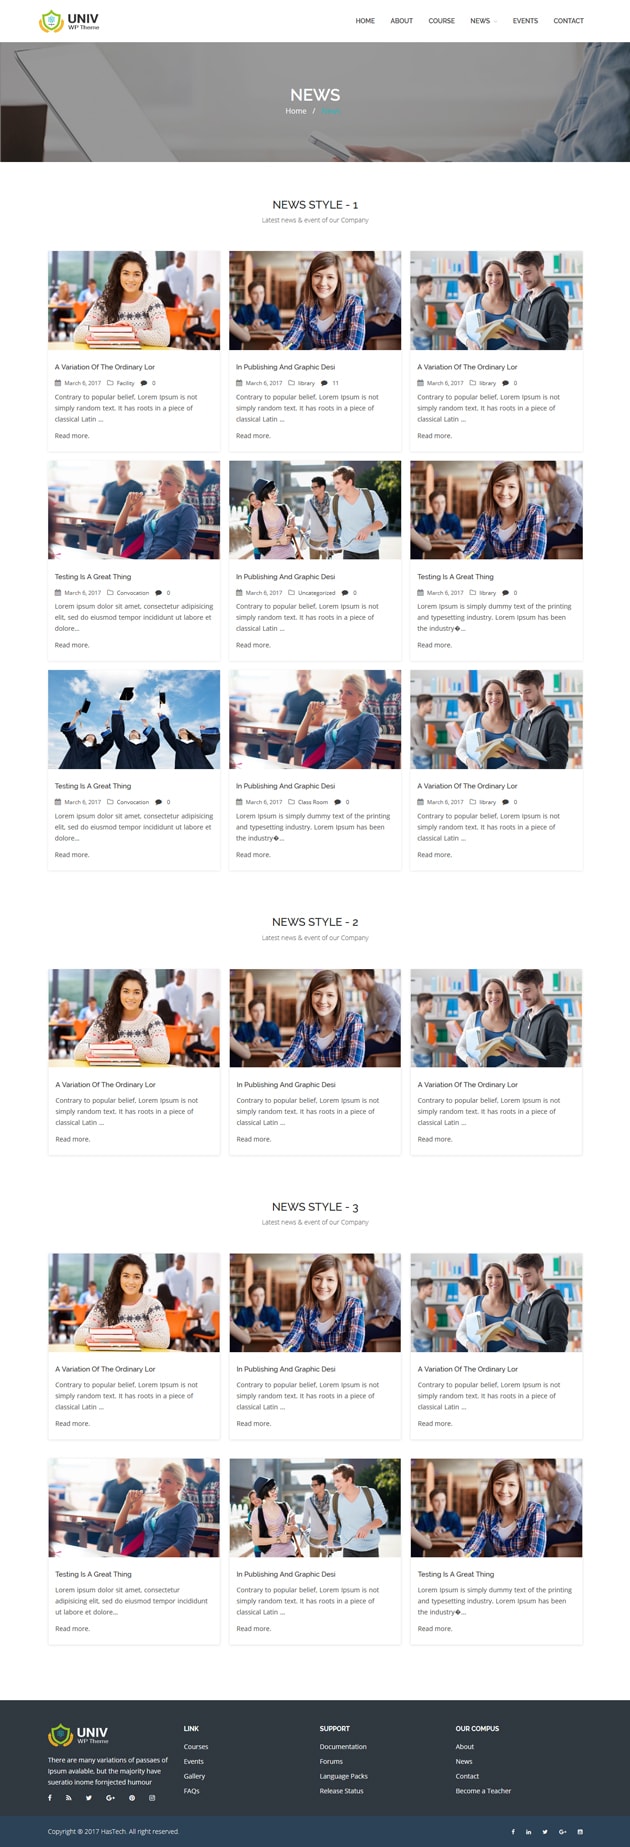 UNIV
WP Theme
HOME ABOUT COURSE NEWS EVENTS CONTACT
NEWS
Home / News
NEWS STYLE - 1
Latest news & event of our Company
A Variation Of The Ordinary Lor
March 6, 2017 Facility 0
Contrary to popular belief, Lorem Ipsum is not
simply random text. It has roots in a piece of
classical Latin ...
Read more.
In Publishing And Graphic Desi
March 6, 2017 library 11
Contrary to popular belief, Lorem Ipsum is not
simply random text. It has roots in a piece of
classical Latin ...
Read more.
A Variation Of The Ordinary Lor
March 6, 2017 library 0
Contrary to popular belief, Lorem Ipsum is not
simply random text. It has roots in a piece of
classical Latin ...
Read more.
Testing Is A Great Thing
March 6, 2017 Convocation 0
Lorem ipsum dolor sit amet, consectetur adipisicing
elit, sed do eiusmod tempor incididunt ut labore et
dolore...
Read more.
In Publishing And Graphic Desi
March 6, 2017 Uncategorized 0
Contrary to popular belief, Lorem Ipsum is not
simply random text. It has roots in a piece of
classical Latin ...
Read more.
Testing Is A Great Thing
March 6, 2017 library 0
Lorem Ipsum is simply dummy text of the printing
and typesetting industry. Lorem Ipsum has been
the industry�...
Read more.
Testing Is A Great Thing
March 6, 2017 Convocation 0
Lorem ipsum dolor sit amet, consectetur adipisicing
elit, sed do eiusmod tempor incididunt ut labore et
dolore...
Read more.
In Publishing And Graphic Desi
March 6, 2017 Class Room 0
Lorem Ipsum is simply dummy text of the printing
and typesetting industry. Lorem Ipsum has been
the industry�...
Read more.
A Variation Of The Ordinary Lor
March 6, 2017 library 0
Contrary to popular belief, Lorem Ipsum is not
simply random text. It has roots in a piece of
classical Latin ...
Read more.
NEWS STYLE - 2
Latest news & event of our Company
A Variation Of The Ordinary Lor
Contrary to popular belief, Lorem Ipsum is not
simply random text. It has roots in a piece of
classical Latin ...
Read more.
In Publishing And Graphic Desi
Contrary to popular belief, Lorem Ipsum is not
simply random text. It has roots in a piece of
classical Latin ...
Read more.
A Variation Of The Ordinary Lor
Contrary to popular belief, Lorem Ipsum is not
simply random text. It has roots in a piece of
classical Latin ...
Read more.
NEWS STYLE - 3
Latest news & event of our Company
A Variation Of The Ordinary Lor
Contrary to popular belief, Lorem Ipsum is not
simply random text. It has roots in a piece of
classical Latin ...
Read more.
In Publishing And Graphic Desi
Contrary to popular belief, Lorem Ipsum is not
simply random text. It has roots in a piece of
classical Latin ...
Read more.
A Variation Of The Ordinary Lor
Contrary to popular belief, Lorem Ipsum is not
simply random text. It has roots in a piece of
classical Latin ...
Read more.
Testing Is A Great Thing
Lorem ipsum dolor sit amet, consectetur
adipisicing elit, sed do eiusmod tempor incididunt
ut labore et dolore...
Read more.
In Publishing And Graphic Desi
Contrary to popular belief, Lorem Ipsum is not
simply random text. It has roots in a piece of
classical Latin ...
Read more.
Testing Is A Great Thing
Lorem Ipsum is simply dummy text of the printing
and typesetting industry. Lorem Ipsum has been
the industry�...
Read more.
UNIV
WP Theme
There are many variations of passaes of
Ipsum avalable, but the majority have
sueratio inome fornjected humour
LINK
Courses
Events
Gallery
FAQs
SUPPORT
Documentation
Forums
Language Packs
Release Status
OUR COMPUS
About
News
Contact
Become a Teacher
Copyright ® 2017 HasTech. All right reserved.